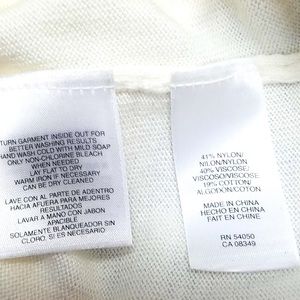 TURN GARMENT INSIDE OUT FOR
BETTER WASHING RESULTS
HAND WASH COLD WITH MILD SOAP
ONLY NON-CHLORINE BLEACH
WHEN NEEDED
LAY FLAT TO DRY
WARM IRON IF NECESSARY
CAN BE DRY CLEANED
LAVE CON AL PARTE DE ADENTRO
HACIA AFUERA PARA MEJORES
RESULTADOS
LAVAR A MANO CON JABON
APACIBLE
SOLAMENTE BLANQUEADOR SIN
CLORO, SI ES NECESARIO
41% NYLON/
NILON/NYLON
40% VISCOSE/
VISCOSO/VISCOSE
19% COTTON/
ALGODON/COTON
MADE IN CHINA
HECHO EN CHINA
FAIT EN CHINE
RN 54050
CA 08349